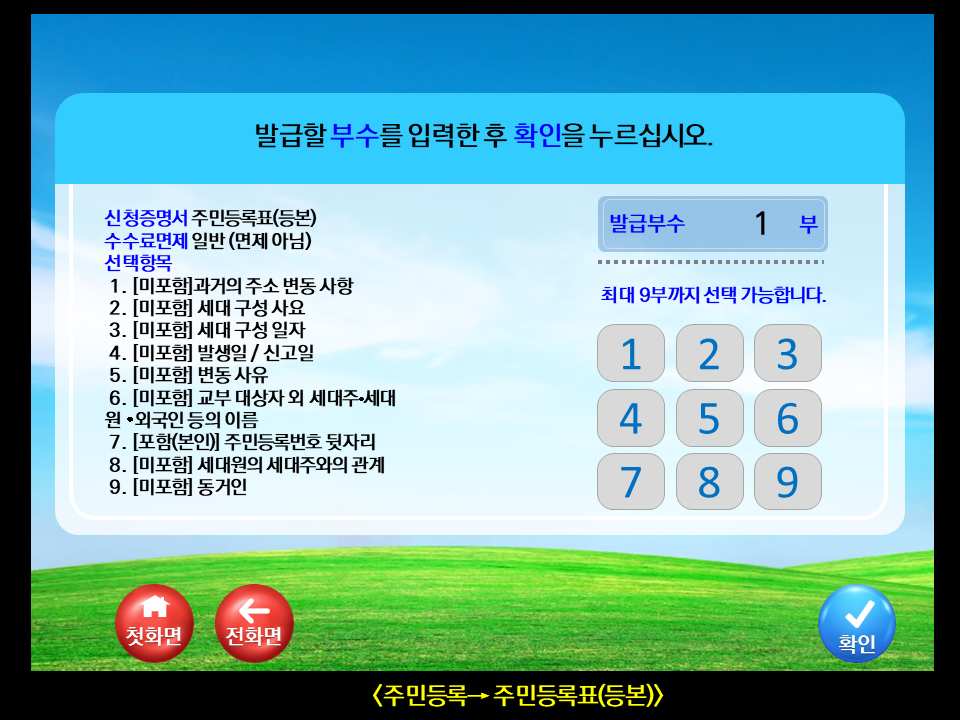 발급할 부수를 입력한 후 확인을 누르십시오.
신청증명서 주민등록표(등본)
수수료면제 일반 (면제 아님)
선택항목
1. [미포함]과거의 주소 변동 사항
2. [미포함] 세대 구성 사유
3. [미포함] 세대 구성 일자
4. [미포함] 발생일 / 신고일
5. [미포함] 변동 사유
6. [미포함] 교부 대상자 외 세대주•세대
원 •외국인 등의 이름
7. [포함(본인)] 주민등록번호 뒷자리
8. [미포함] 세대원의 세대주와의 관계
9. [미포함] 동거인
발급부수 1 부
최대 9부까지 선택 가능합니다.
1 2 3
4 5 6
7 8 9
첫화면 전화면 확인
<주민등록→ 주민등록표(등본)>